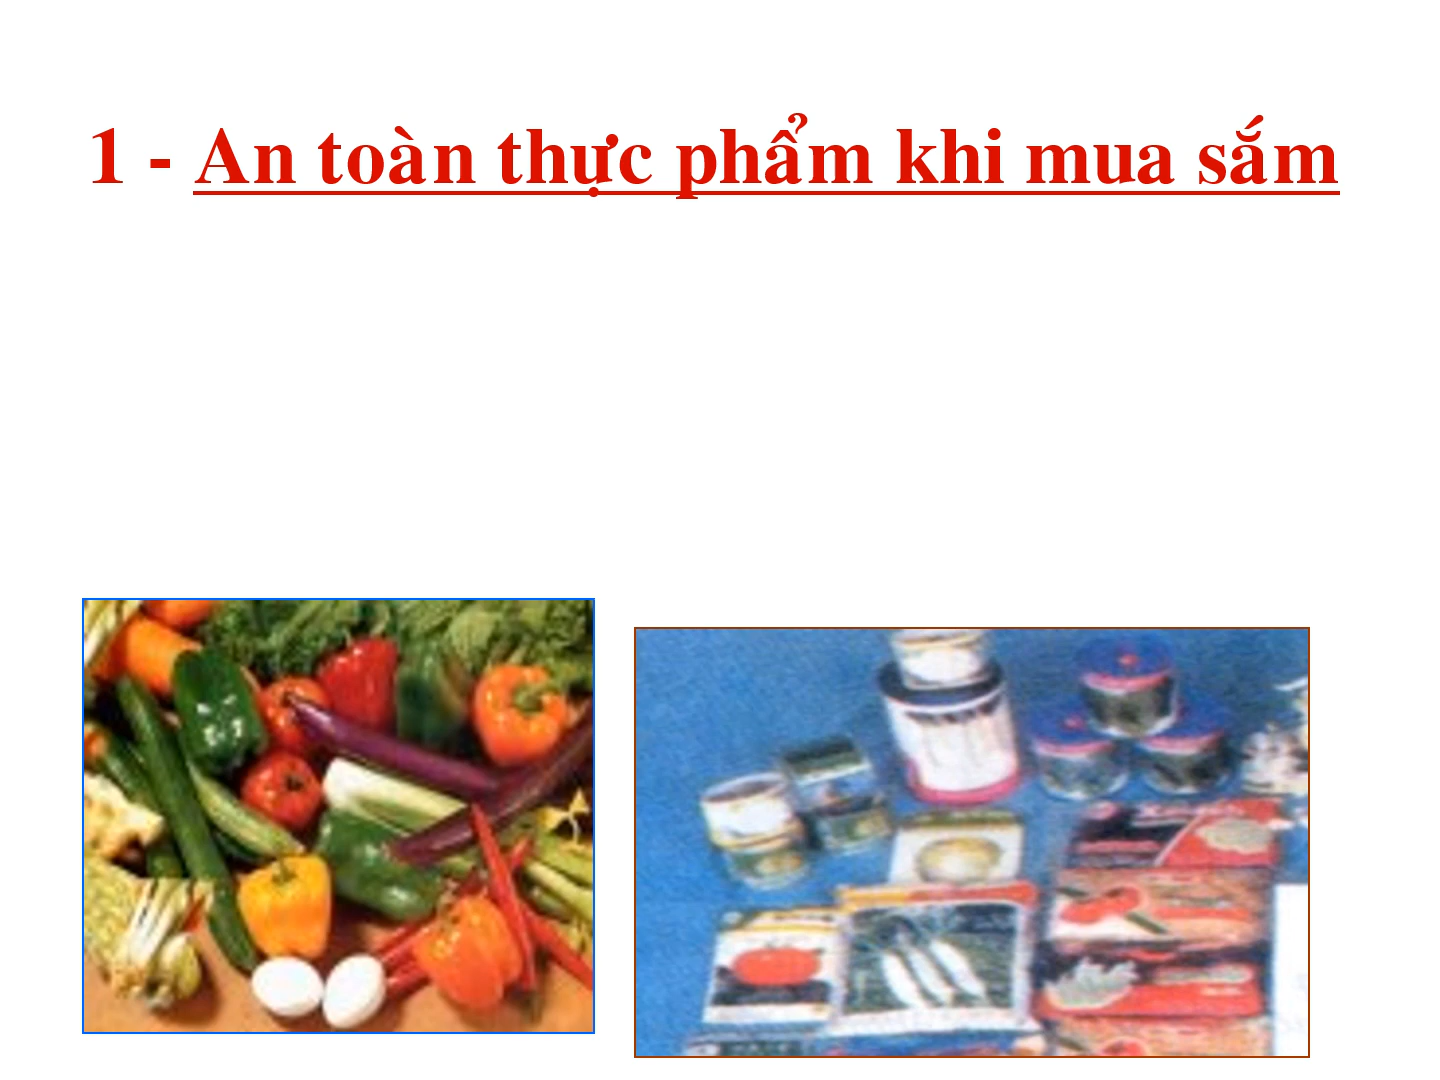 1 - An toàn thực phẩm khi mua sắm